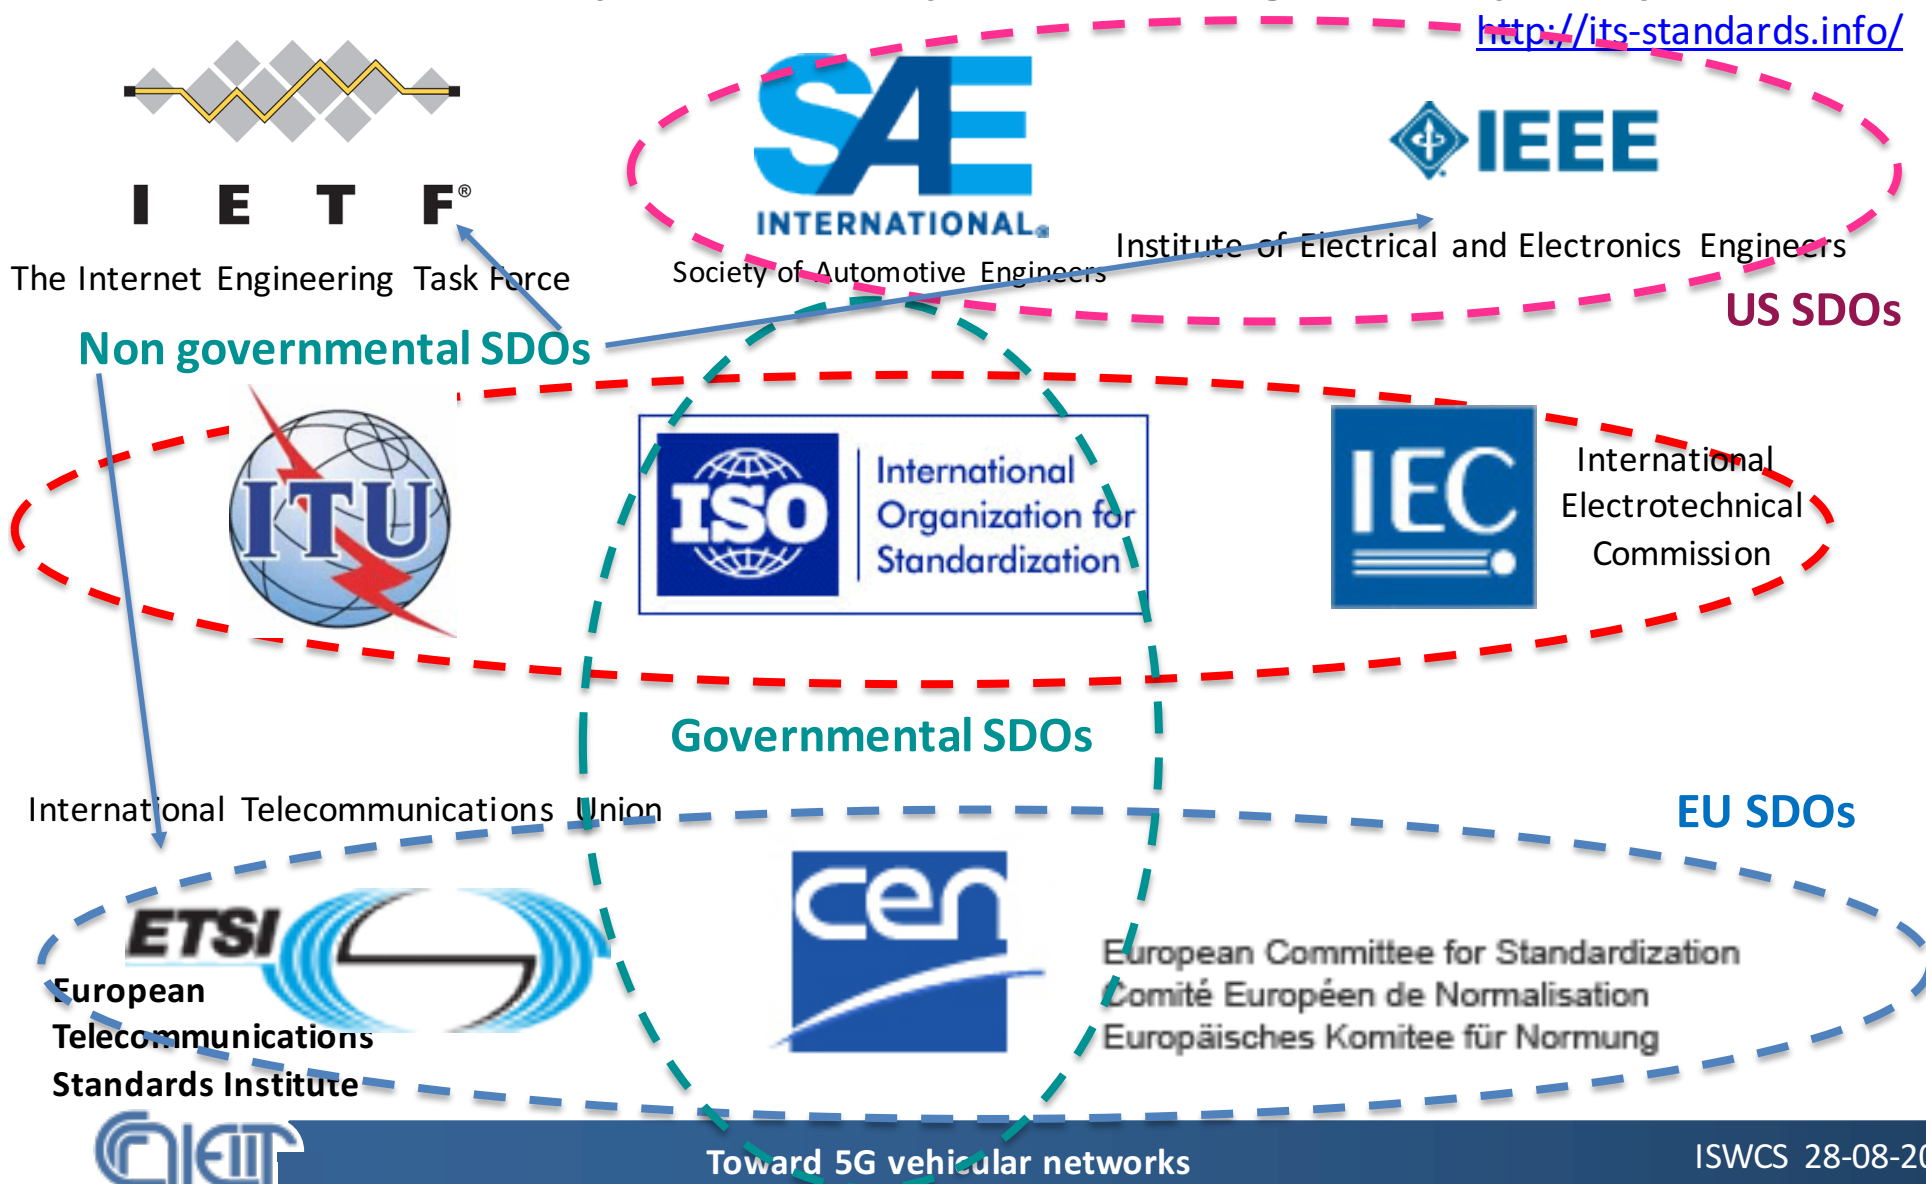 http://its-standards.info/
SAE
INTERNATIONAL®
IEEE
I E T F®
Institute of Electrical and Electronics Engineers
The Internet Engineering Task Force
Society of Automotive Engineers
US SDOs
Non governmental SDOs
ITU
ISO
International
Organization for
Standardization
IEC
International
Electrotechnical
Commission
Governmental SDOs
International Telecommunications Union
EU SDOs
ETSI
European
Telecommunications
Standards Institute
cen
European Committee for Standardization
Comité Européen de Normalisation
Europäisches Komitee für Normung
Toward 5G vehicular networks
ISWCS 28-08-20